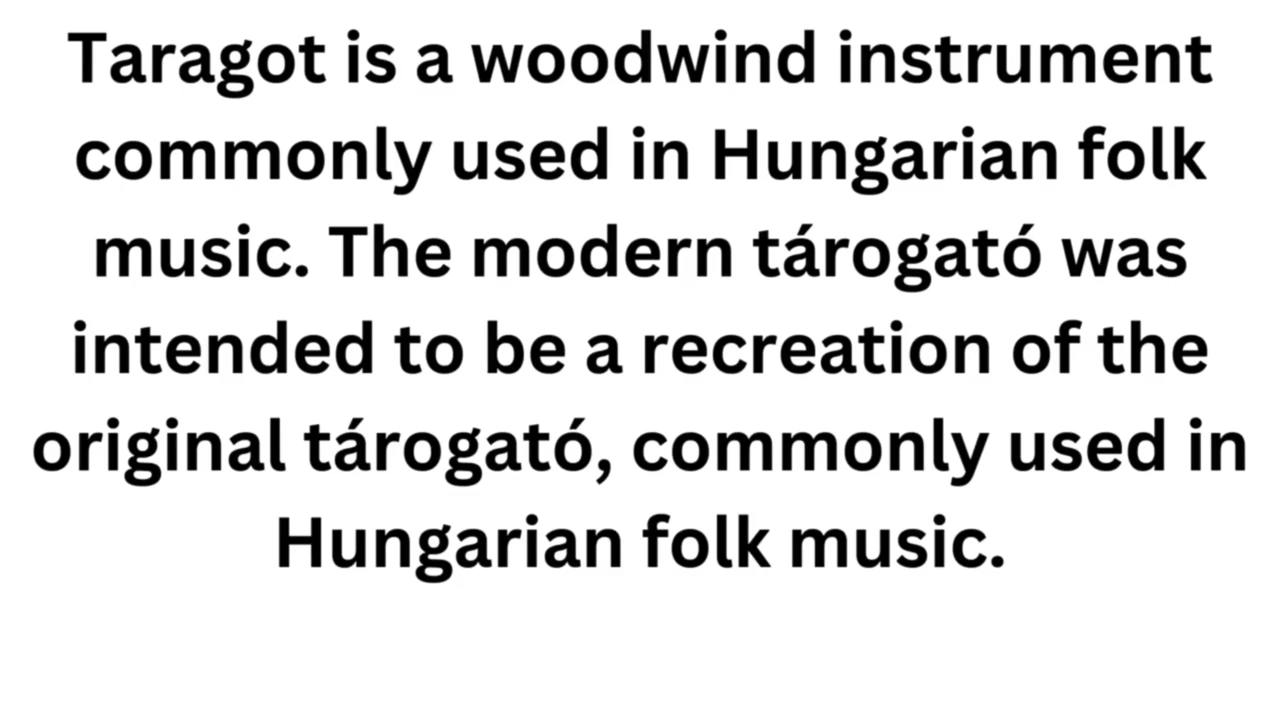 Taragot is a woodwind instrument
commonly used in Hungarian folk
music. The modern tárogató was
intended to be a recreation of the
original tárogató, commonly used in
Hungarian folk music.